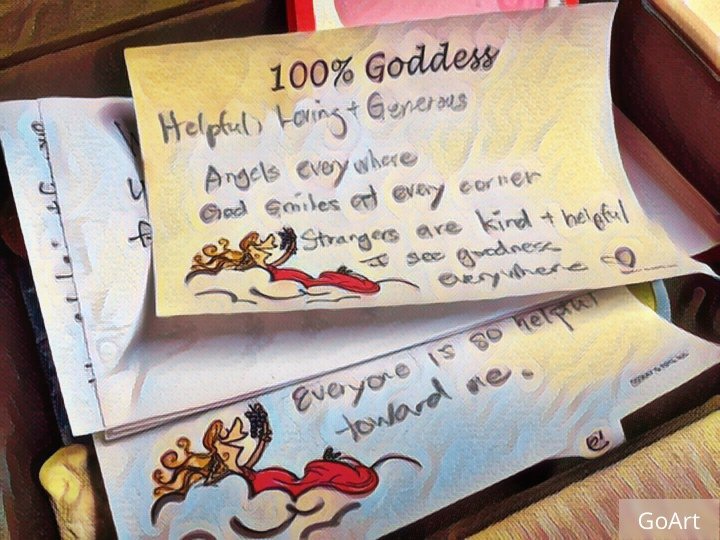 100% Goddess
Helpful, Loving + Generous
Angels everywhere
God smiles at every corner
Strangers are kind + helpful
I see goodness
everywhere
Everyone is so helpful
toward me.
GoArt